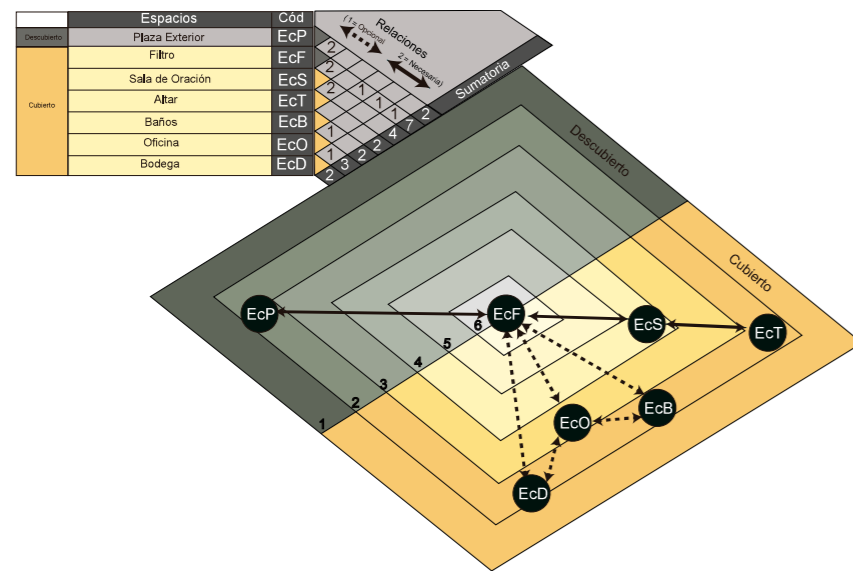 Espacios Cód
Descubierto Plaza Exterior EcP
Filtro EcF
Sala de Oración EcS
Cubierto Altar EcT
Baños EcB
Oficina EcO
Bodega EcD
Relaciones
(1= Opcional
2= Necesaria)
Sumatoria
2
2
2 1
1
1 1
1
1
2 3 2 2 4 7 2
Descubierto
Cubierto
EcP
EcF
EcS
EcT
EcO
EcB
EcD
6
5
4
3
2
1